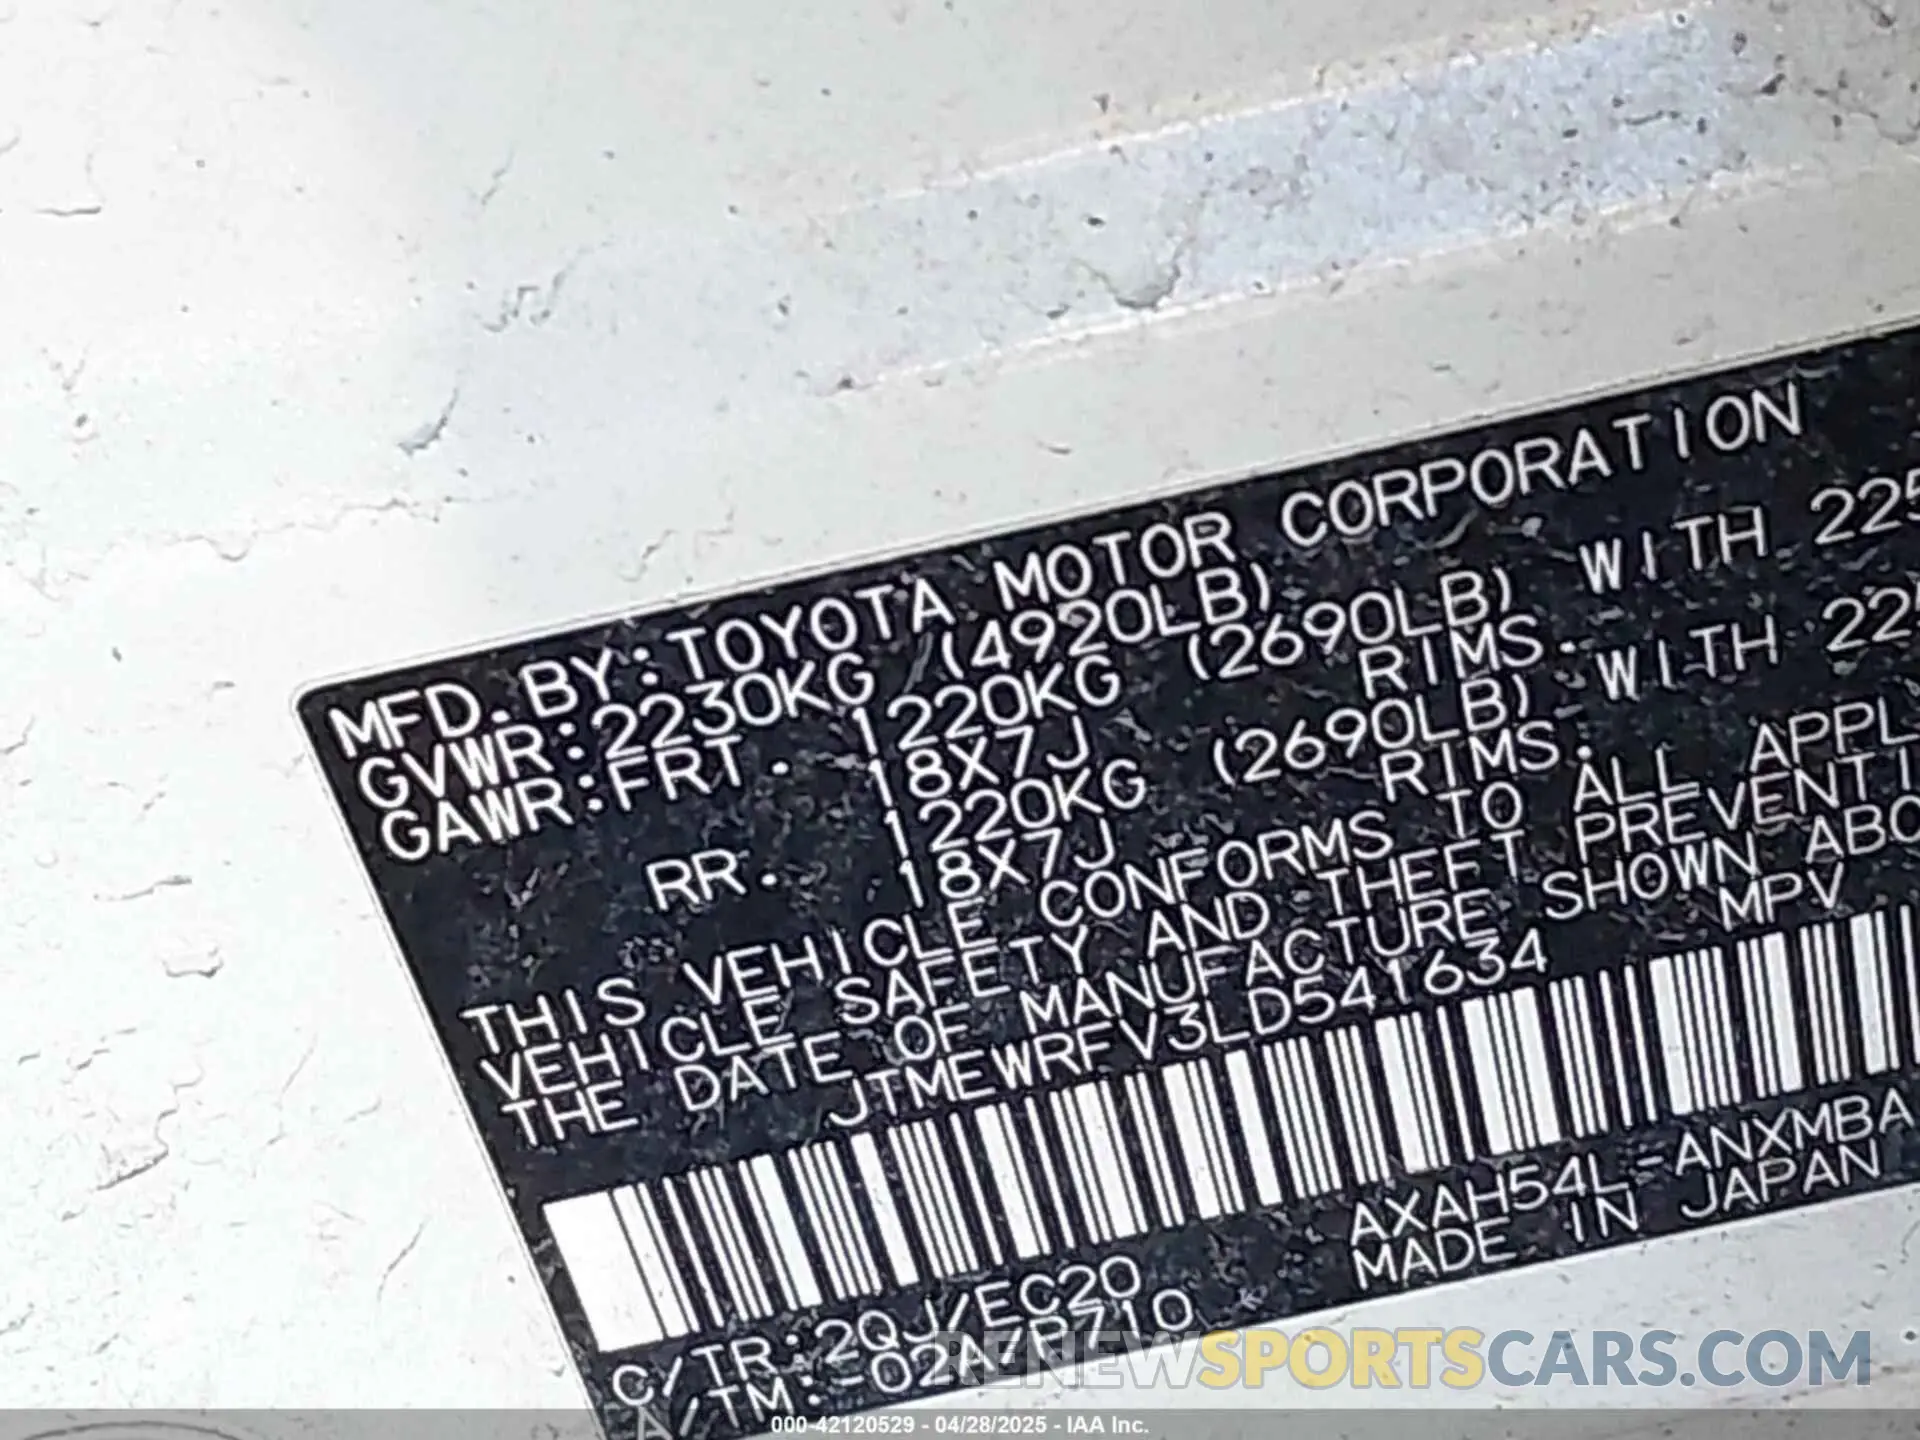 MFD. BY: TOYOTA MOTOR CORPORATION
GVWR: 2230KG (4920LB)
GAWR: FRT. 1220KG (2690LB) WITH 225
18X7J RIMS.
RR. 1220KG (2690LB) WITH 225
18X7J RIMS.
THIS VEHICLE CONFORMS TO ALL APPL
VEHICLE SAFETY AND THEFT PREVENTI
THE DATE OF MANUFACTURE SHOWN ABO
JTMEWRFV3LD541634 MPV
AXAH54L-ANXMBA
C/TR: 2QJ/EC20 MADE IN JAPAN
A/TM: -02A/P710
RENEWSPORTSCARS.COM
000-42120529 - 04/28/2025 - IAA Inc.